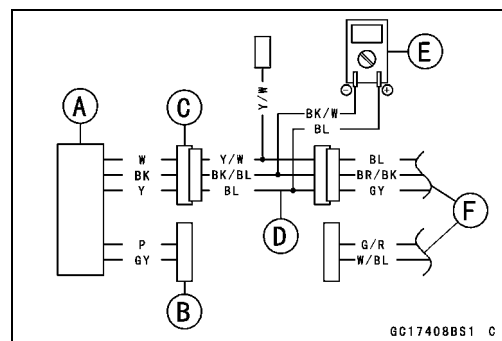 E
Y/W
A
C
BK/W
BL
W Y/W BL
BK BK/BL BR/BK
Y BL GY
F
P G/R
GY D W/BL
B
GC17408BS1 C